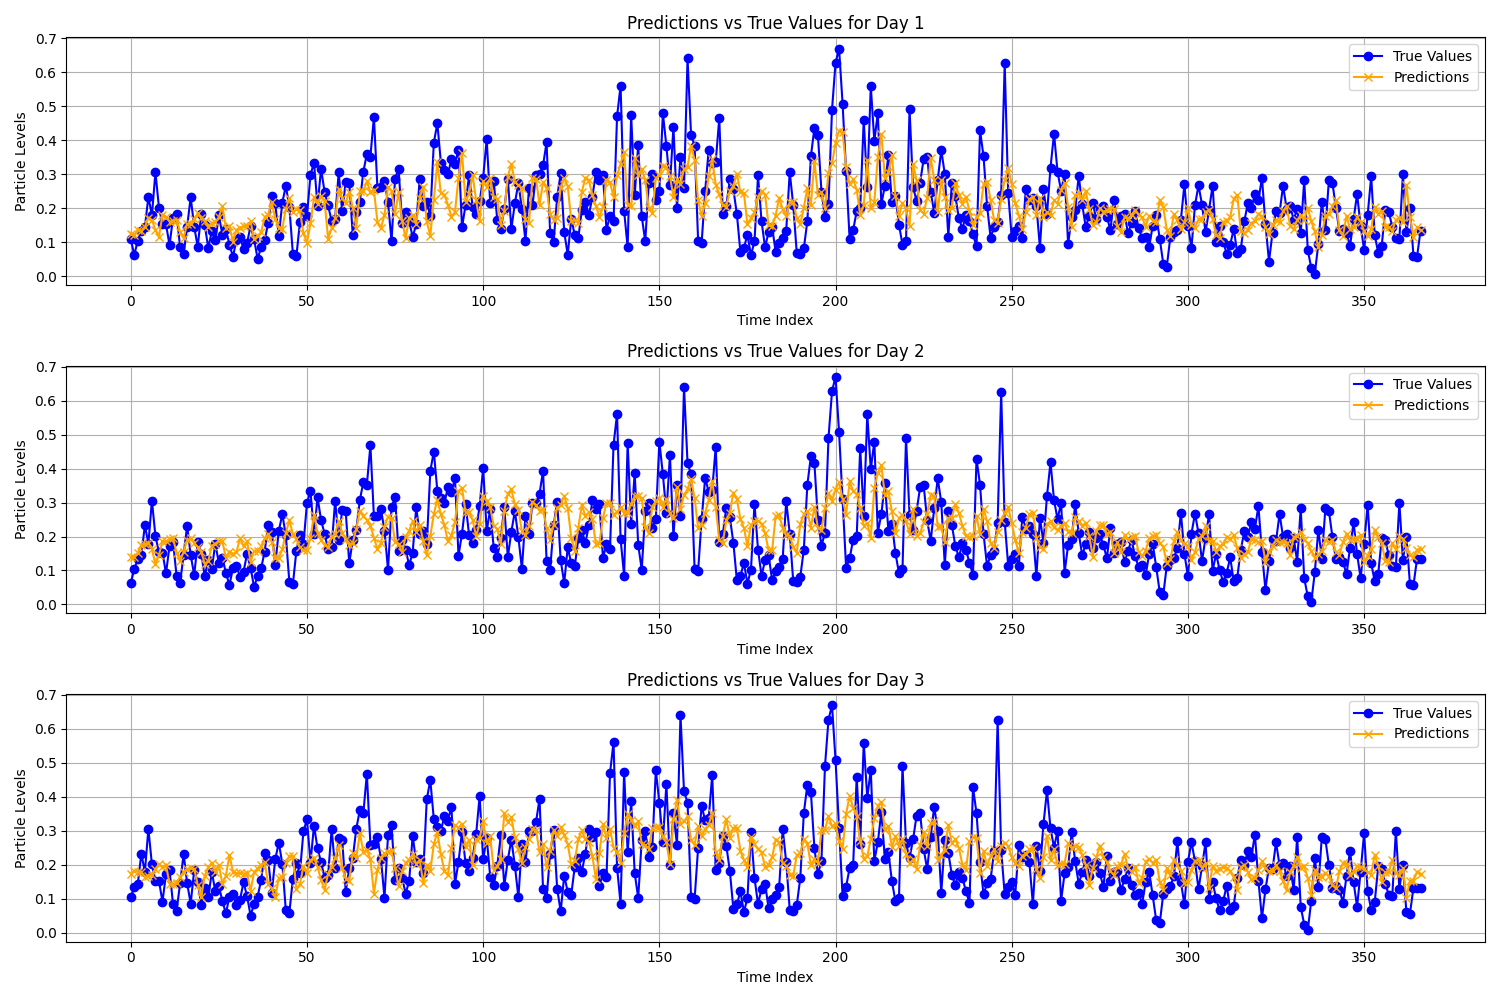 Predictions vs True Values for Day 1
True Values
Predictions
Particle Levels
0.7
0.6
0.5
0.4
0.3
0.2
0.1
0.0
0 50 100 150 200 250 300 350
Time Index
Predictions vs True Values for Day 2
True Values
Predictions
Particle Levels
0.7
0.6
0.5
0.4
0.3
0.2
0.1
0.0
0 50 100 150 200 250 300 350
Time Index
Predictions vs True Values for Day 3
True Values
Predictions
Particle Levels
0.7
0.6
0.5
0.4
0.3
0.2
0.1
0.0
0 50 100 150 200 250 300 350
Time Index